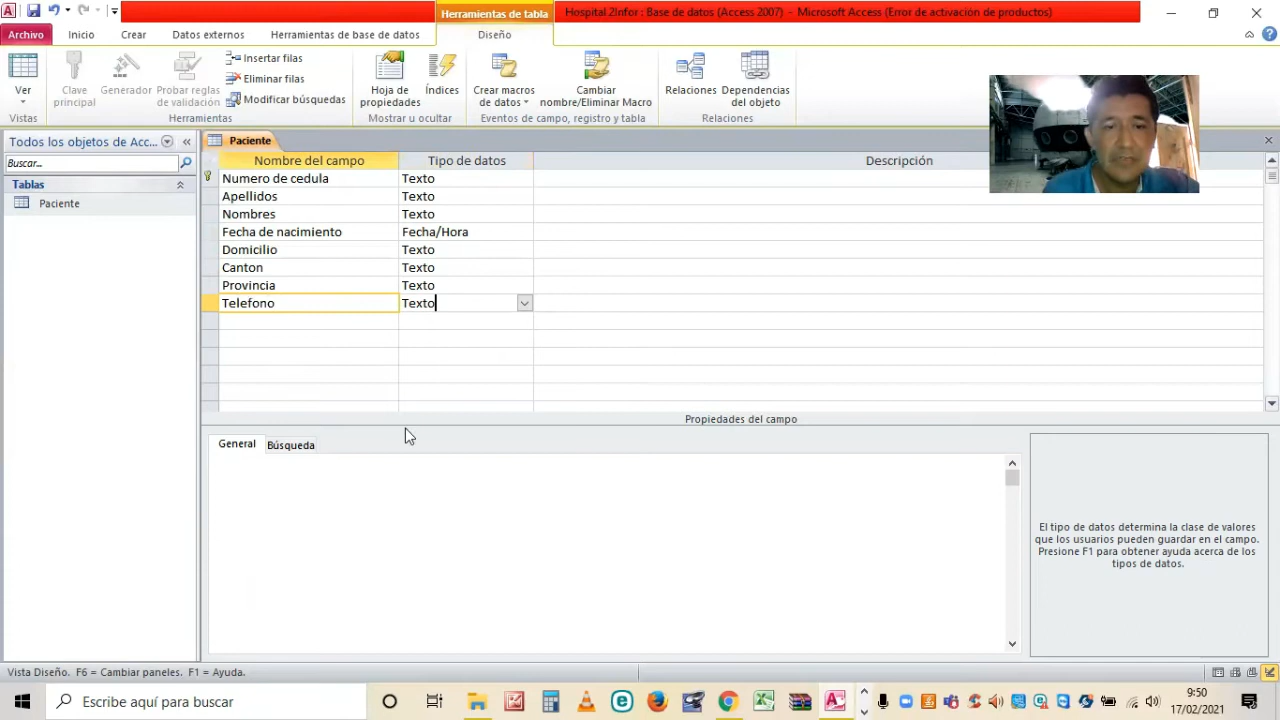 Herramientas de tabla
Hospital 2Infor : Base de datos (Access 2007) - Microsoft Access (Error de activación de productos)
Archivo Inicio Crear Datos externos Herramientas de base de datos Diseño
Ver
Clave principal
Generador
Probar reglas de validación
Insertar filas
Eliminar filas
Modificar búsquedas
Hoja de propiedades
Índices
Crear macros de datos
Cambiar nombre/Eliminar Macro
Relaciones
Dependencias del objeto
Vistas
Herramientas
Mostrar u ocultar
Eventos de campo, registro y tabla
Relaciones
Todos los objetos de Acc...
Buscar...
Tablas
Paciente
Paciente
Nombre del campo Tipo de datos Descripción
Numero de cedula Texto
Apellidos Texto
Nombres Texto
Fecha de nacimiento Fecha/Hora
Domicilio Texto
Canton Texto
Provincia Texto
Telefono Texto
Propiedades del campo
General Búsqueda
El tipo de datos determina la clase de valores
que los usuarios pueden guardar en el campo.
Presione F1 para obtener ayuda acerca de los
tipos de datos.
Vista Diseño. F6 = Cambiar paneles. F1 = Ayuda.
Escribe aquí para buscar
9:50
17/02/2021